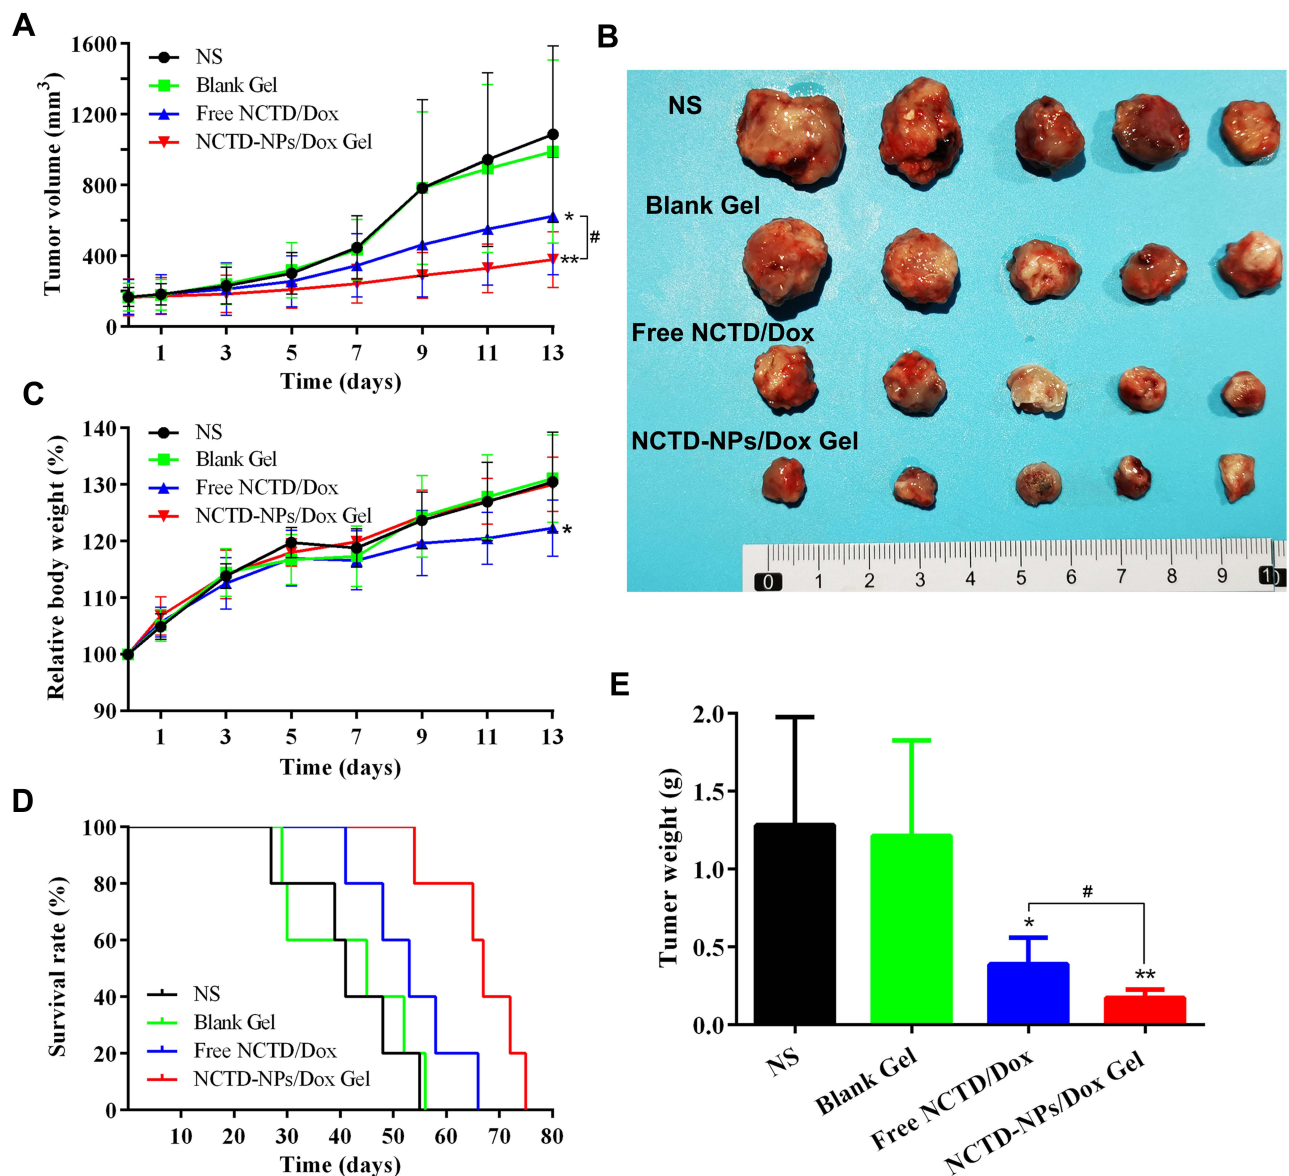 A
1600
1200
800
400
0
Tumor volume (mm3)
NS
Blank Gel
Free NCTD/Dox
NCTD-NPs/Dox Gel
*
#
**
1 3 5 7 9 11 13
Time (days)
B
NS
Blank Gel
Free NCTD/Dox
NCTD-NPs/Dox Gel
0 1 2 3 4 5 6 7 8 9 10
C
140
130
120
110
100
90
Relative body weight (%)
NS
Blank Gel
Free NCTD/Dox
NCTD-NPs/Dox Gel
*
1 3 5 7 9 11 13
Time (days)
D
100
80
60
40
20
0
Survival rate (%)
NS
Blank Gel
Free NCTD/Dox
NCTD-NPs/Dox Gel
10 20 30 40 50 60 70 80
Time (days)
E
2.0
1.5
1.0
0.5
0.0
Tumer weight (g)
#
*
**
NS
Blank Gel
Free NCTD/Dox
NCTD-NPs/Dox Gel